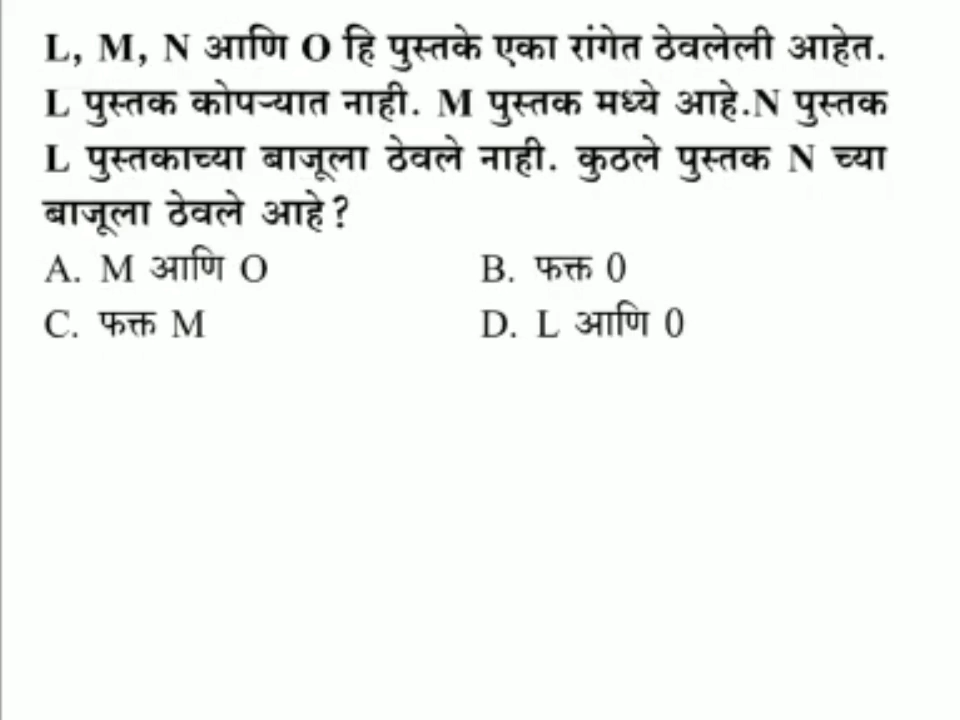 L, M, N आणि O हि पुस्तके एका रांगेत ठेवलेली आहेत.
L पुस्तक कोपऱ्यात नाही. M पुस्तक मध्ये आहे.N पुस्तक
L पुस्तकाच्या बाजूला ठेवले नाही. कुठले पुस्तक N च्या
बाजूला ठेवले आहे?
A. M आणि O B. फक्त 0
C. फक्त M D. L आणि 0